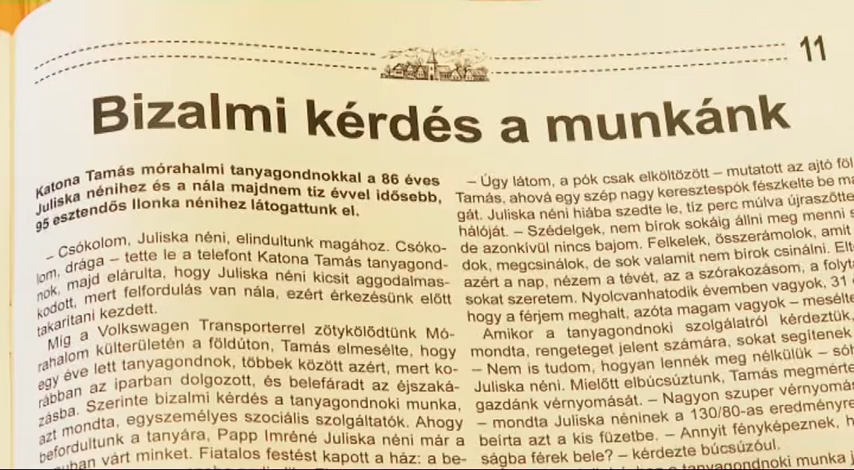 11
Bizalmi kérdés a munkánk
Katona Tamás mórahalmi tanyagondnokkal a 86 éves
Juliska nénihez és a nála majdnem tíz évvel idősebb,
95 esztendős Ilonka nénihez látogattunk el.
– Csókolom, Juliska néni, elindultunk magához. Csóko-
lom, drága – tette le a telefont Katona Tamás tanyagond-
nok, majd elárulta, hogy Juliska néni kicsit aggodalmas-
kodott, mert felfordulás van nála, ezért érkezésünk előtt
takarítani kezdett.
Míg a Volkswagen Transporterrel zötykölődtünk Mó-
rahalom külterületén a földúton, Tamás elmesélte, hogy
egy éve lett tanyagondnok, többek között azért, mert ko-
rábban az iparban dolgozott, és belefáradt az éjszaká-
zásba. Szerinte bizalmi kérdés a tanyagondnoki munka,
azt mondta, egyszemélyes szociális szolgáltatók. Ahogy
befordultunk a tanyára, Papp Imréné Juliska néni már a
várt minket. Fiatalos festést kapott a ház: a be-
– Úgy látom, a pók csak elköltözött – mutatott az ajtó föl
Tamás, ahová egy szép nagy keresztespók fészkelte be ma
gát. Juliska néni hiába szedte le, tíz perc múlva újraszőtte
hálóját. – Szédelgek, nem bírok sokáig állni meg menni s
de azonkívül nincs bajom. Felkelek, összerámolok, amit
dok, megcsinálok, de sok valamit nem bírok csinálni. Elt
azért a nap, nézem a tévét, az a szórakozásom, a folyt
sokat szeretem. Nyolcvanhatodik évemben vagyok, 31 
hogy a férjem meghalt, azóta magam vagyok – mesélte
Amikor a tanyagondnoki szolgálatról kérdeztük,
mondta, rengeteget jelent számára, sokat segítenek
– Nem is tudom, hogyan lennék meg nélkülük – sóh
Juliska néni. Mielőtt elbúcsúztunk, Tamás megmérte
gazdánk vérnyomását. – Nagyon szuper vérnyomás
– mondta Juliska néninek a 130/80-as eredményre
beírta azt a kis füzetbe. – Annyit fényképeznek, h
ságba férek bele? – kérdezte búcsúzóul.
a tanyagondnoki munka j